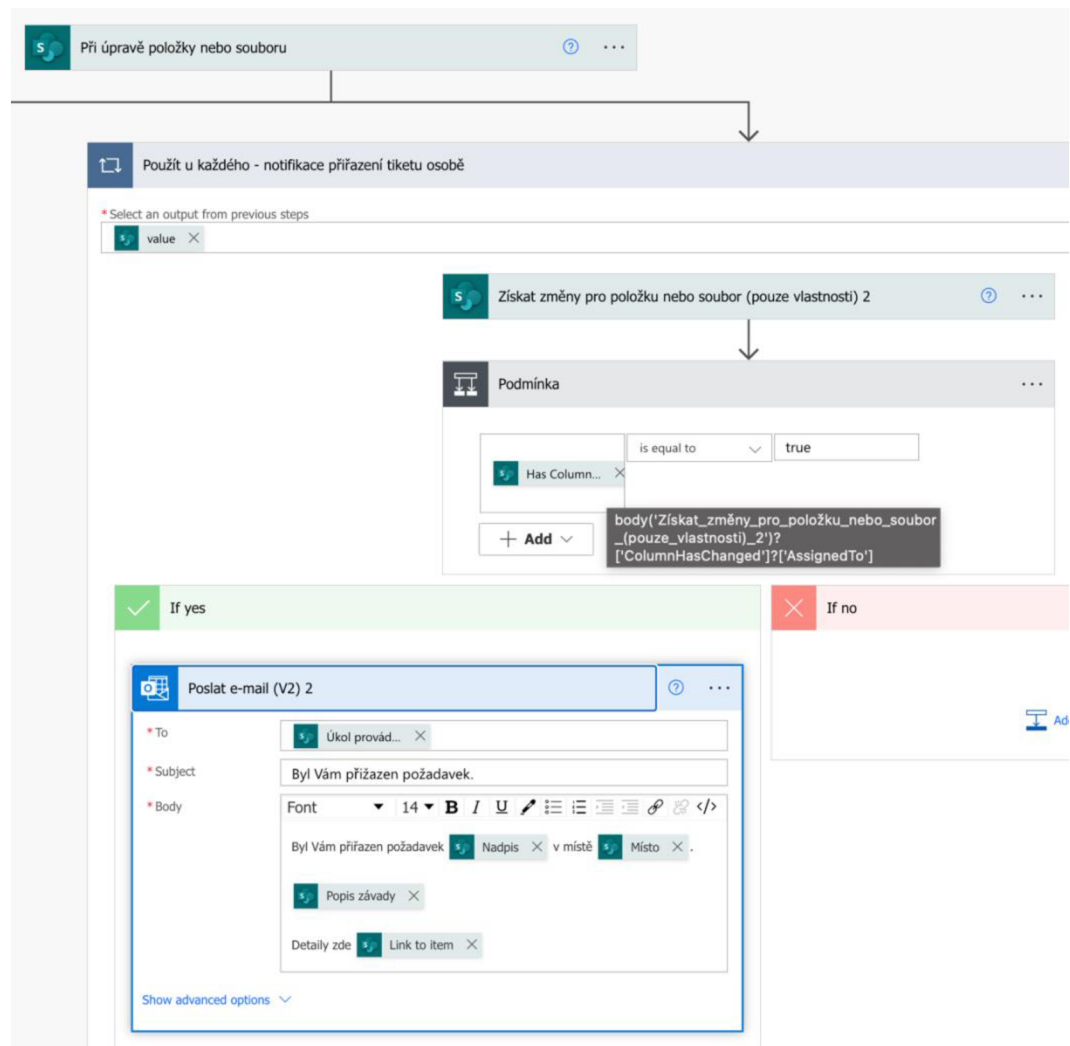 Při úpravě položky nebo souboru
Použít u každého - notifikace přiřazení tiketu osobě
* Select an output from previous steps
value
Získat změny pro položku nebo soubor (pouze vlastnosti) 2
Podmínka
Has Column... is equal to true
+ Add
body('Získat_změny_pro_položku_nebo_soubor
_(pouze_vlastnosti)_2')?
['ColumnHasChanged']?['AssignedTo']
If yes
If no
Poslat e-mail (V2) 2
* To Úkol provád...
* Subject Byl Vám přižazen požadavek.
* Body Font 14 B I U </>
Byl Vám přiřazen požadavek Nadpis v místě Místo .
Popis závady
Detaily zde Link to item
Show advanced options